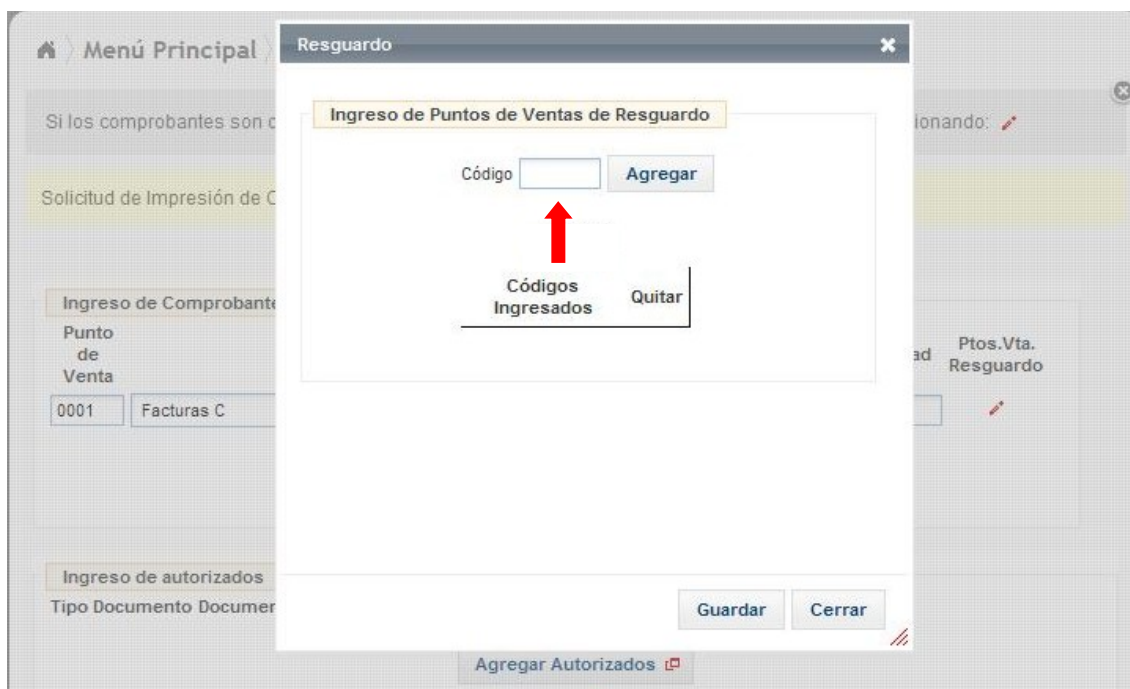 Menú Principal
Resguardo
Si los comprobantes son
ionando:
Ingreso de Puntos de Ventas de Resguardo
Código
Agregar
Solicitud de Impresión de C
Códigos
Ingresados
Quitar
Ingreso de Comprobante
Punto
de
Venta
ad
Ptos.Vta.
Resguardo
0001
Facturas C
Ingreso de autorizados
Tipo Documento Documen
Guardar
Cerrar
Agregar Autorizados